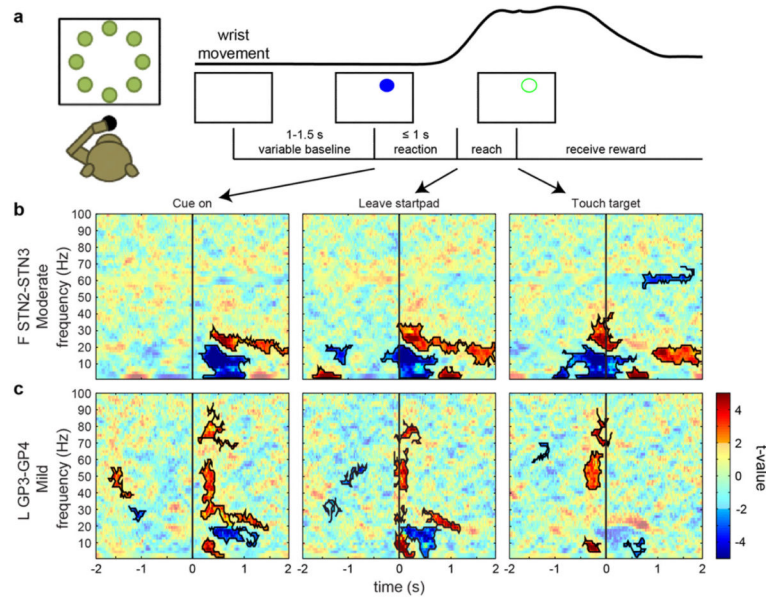 a
wrist
movement
1-1.5 s
variable baseline
≤ 1 s
reaction
reach
receive reward
Cue on
Leave startpad
Touch target
b
F STN2-STN3
Moderate
frequency (Hz)
100
90
80
70
60
50
40
30
20
10
c
L GP3-GP4
Mild
frequency (Hz)
100
90
80
70
60
50
40
30
20
10
-2 -1 0 1 2
-2 -1 0 1 2
-2 -1 0 1 2
time (s)
4
2
0
-2
-4
t-value